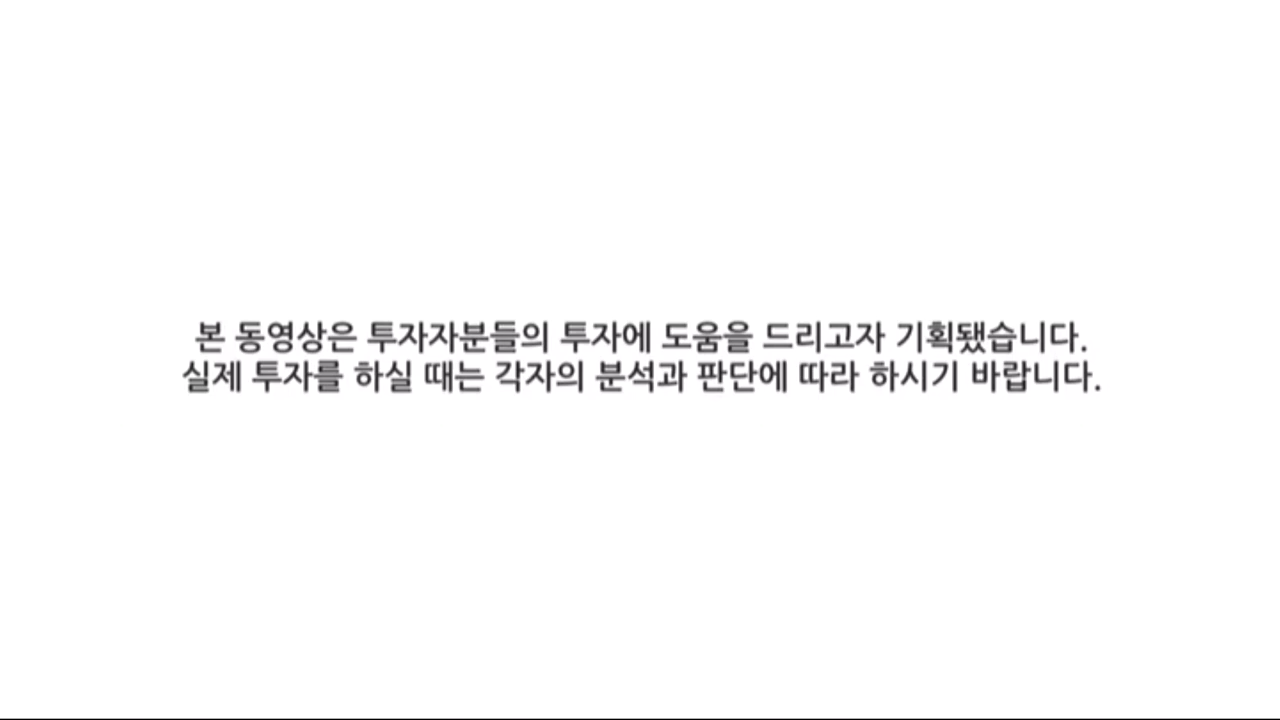 본 동영상은 투자자분들의 투자에 도움을 드리고자 기획됐습니다.
실제 투자를 하실 때는 각자의 분석과 판단에 따라 하시기 바랍니다.